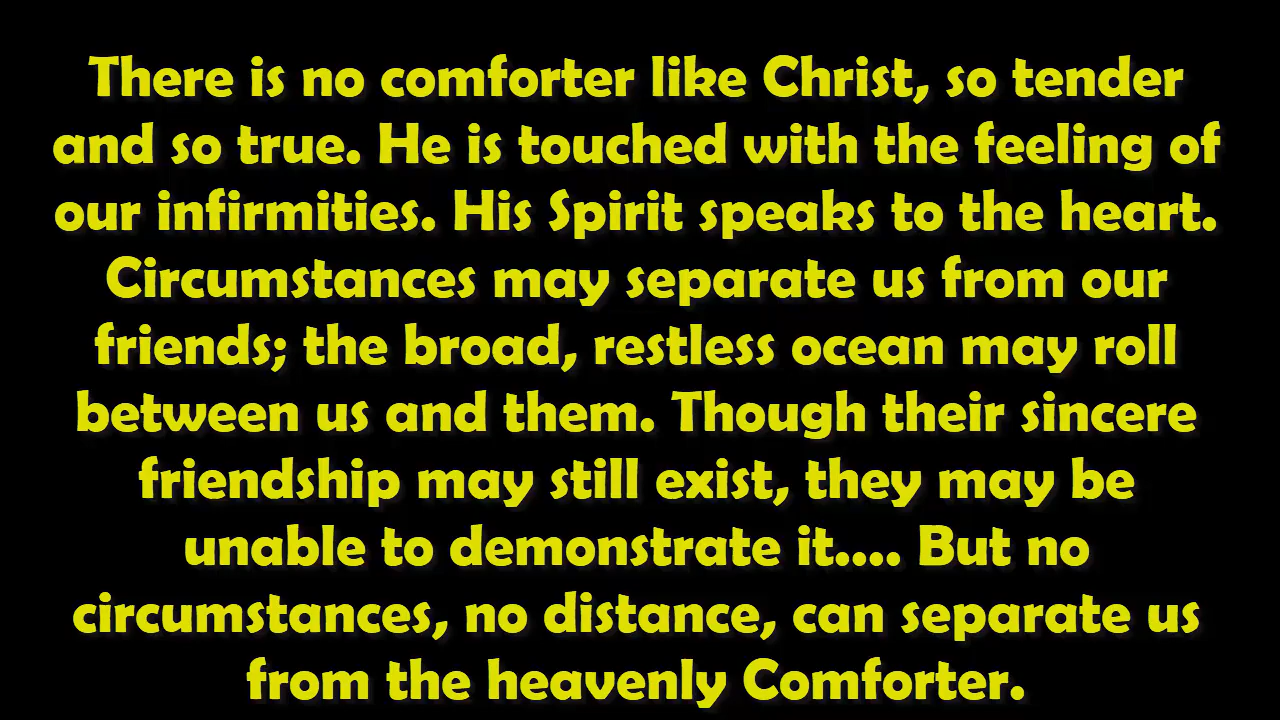 There is no comforter like Christ, so tender
and so true. He is touched with the feeling of
our infirmities. His Spirit speaks to the heart.
Circumstances may separate us from our
friends; the broad, restless ocean may roll
between us and them. Though their sincere
friendship may still exist, they may be
unable to demonstrate it.... But no
circumstances, no distance, can separate us
from the heavenly Comforter.